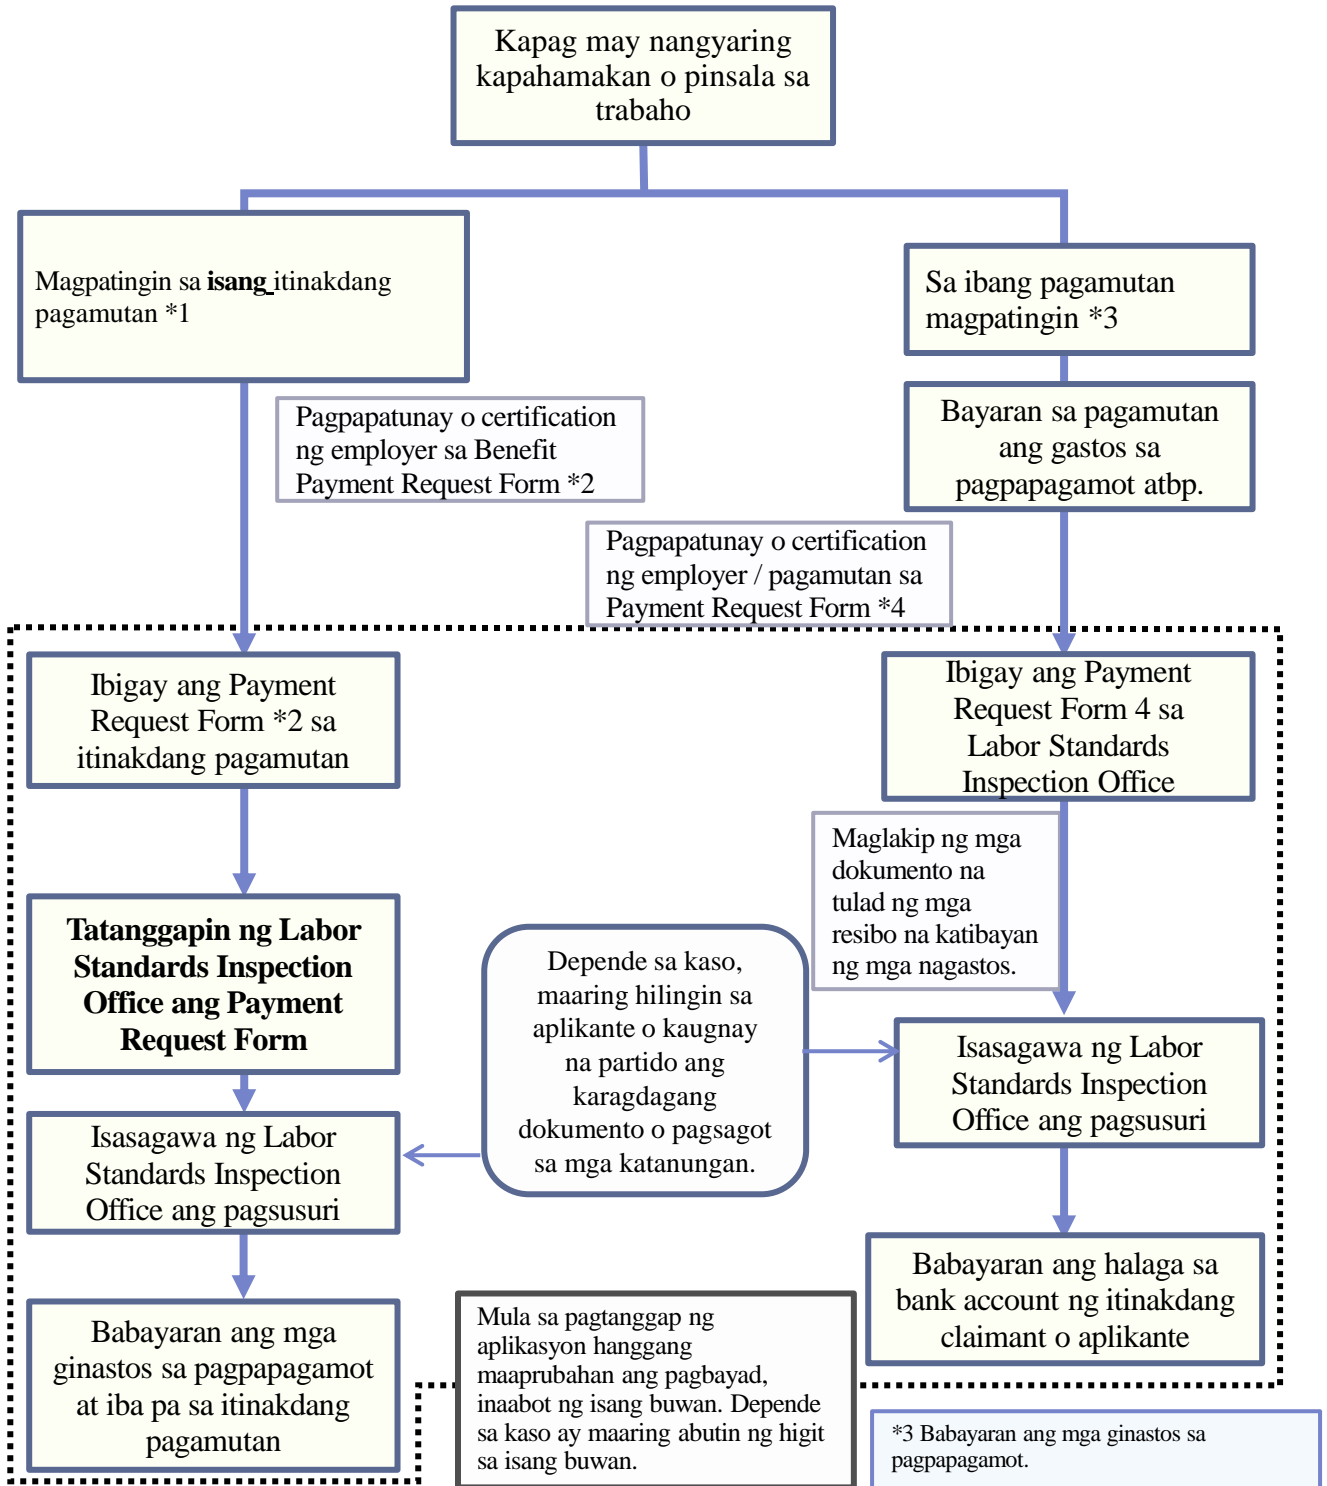 Kapag may nangyaring
kapahamakan o pinsala sa
trabaho
Magpatingin sa isang itinakdang
pagamutan *1
Sa ibang pagamutan
magpatingin *3
Pagpapatunay o certification
ng employer sa Benefit
Payment Request Form *2
Bayaran sa pagamutan
ang gastos sa
pagpapagamot atbp.
Pagpapatunay o certification
ng employer / pagamutan sa
Payment Request Form *4
Ibigay ang Payment
Request Form *2 sa
itinakdang pagamutan
Ibigay ang Payment
Request Form 4 sa
Labor Standards
Inspection Office
Maglakip ng mga
dokumento na
tulad ng mga
resibo na katibayan
ng mga nagastos.
Tatanggapin ng Labor
Standards Inspection
Office ang Payment
Request Form
Depende sa kaso,
maaring hilingin sa
aplikante o kaugnay
na partido ang
karagdagang
dokumento o pagsagot
sa mga katanungan.
Isasagawa ng Labor
Standards Inspection
Office ang pagsusuri
Isasagawa ng Labor
Standards Inspection
Office ang pagsusuri
Babayaran ang halaga sa
bank account ng itinakdang
claimant o aplikante
Babayaran ang mga
ginastos sa pagpapagamot
at iba pa sa itinakdang
pagamutan
Mula sa pagtanggap ng
aplikasyon hanggang
maaprubahan ang pagbayad,
inaabot ng isang buwan. Depende
sa kaso ay maaring abutin ng higit
sa isang buwan.
*3 Babayaran ang mga ginastos sa
pagpapagamot.